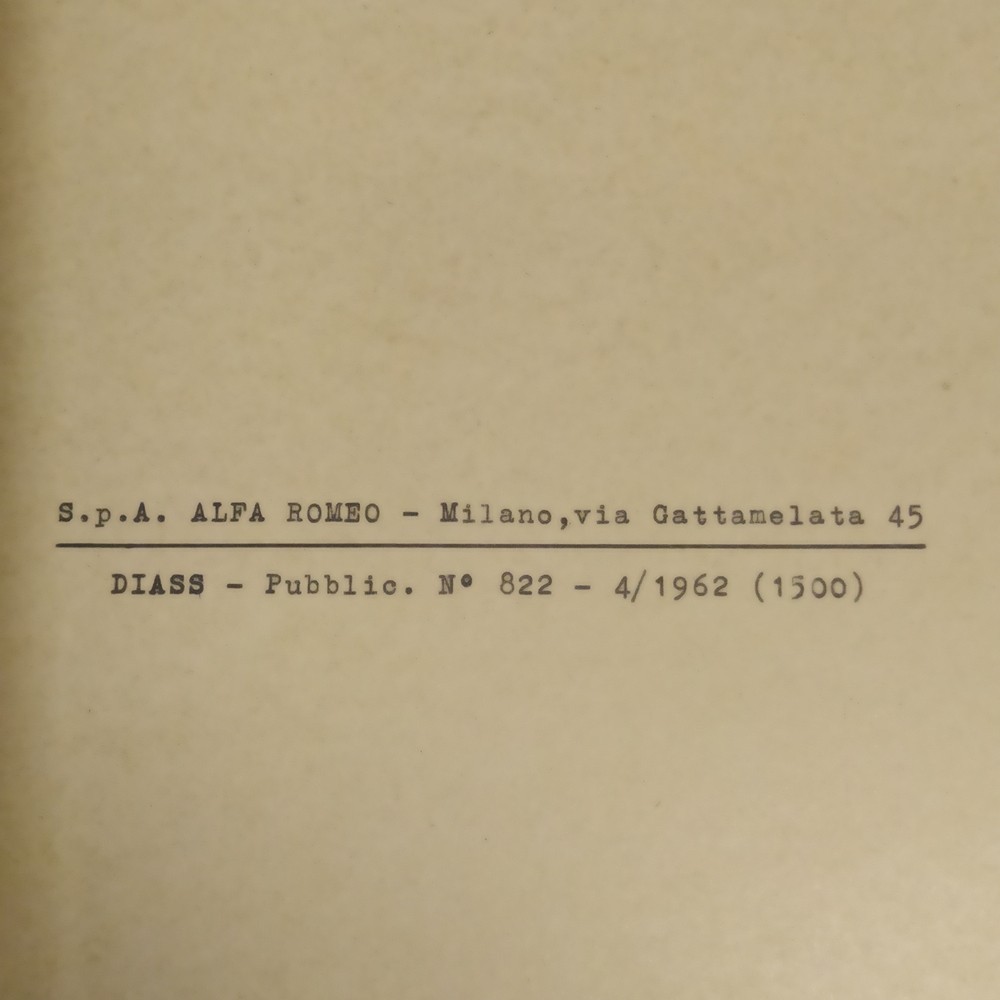 S.p.A. ALFA ROMEO - Milano,via Gattamelata 45
DIASS - Pubblic. N° 822 - 4/1962 (1500)